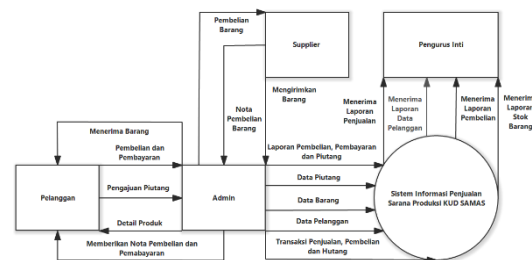 Pembelian
Barang
Supplier
Pengurus Inti
Nota
Pembelian
Barang
Mengirimkan
Barang
Menerima
Laporan
Penjualan
Menerima
Laporan
Data
Pelanggan
Menerima
Laporan
Pembelian
Menerima
Laporan
Stok
Barang
Menerima Barang
Pembelian dan
Pembayaran
Laporan Pembelian, Pembayaran
dan Piutang
Pelanggan
Pengajuan Piutang
Admin
Data Piutang
Data Barang
Sistem Informasi Penjualan
Sarana Produksi KUD SAMAS
Detail Produk
Data Pelanggan
Memberikan Nota Pembelian dan
Pemabayaran
Transaksi Penjualan, Pembelian
dan Hutang